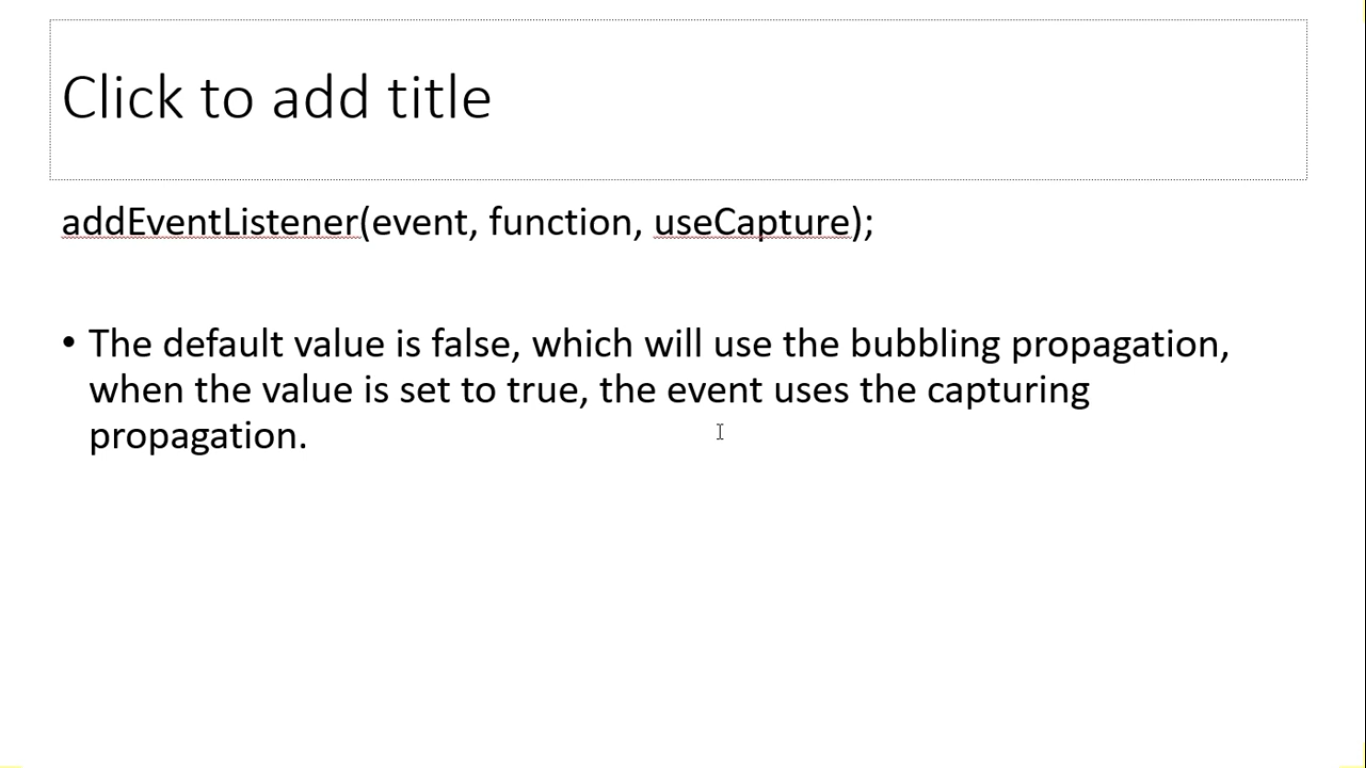 Click to add title
addEventListener(event, function, useCapture);
• The default value is false, which will use the bubbling propagation,
when the value is set to true, the event uses the capturing
propagation.